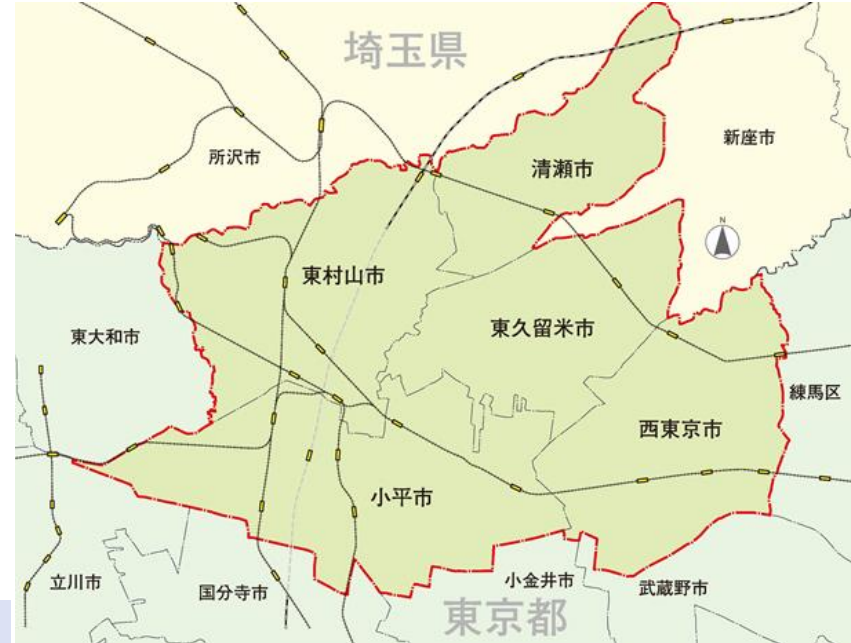 埼玉県
新座市
所沢市
清瀬市
N
東村山市
東久留米市
東大和市
練馬区
西東京市
小平市
立川市
国分寺市
小金井市
武蔵野市
東京都